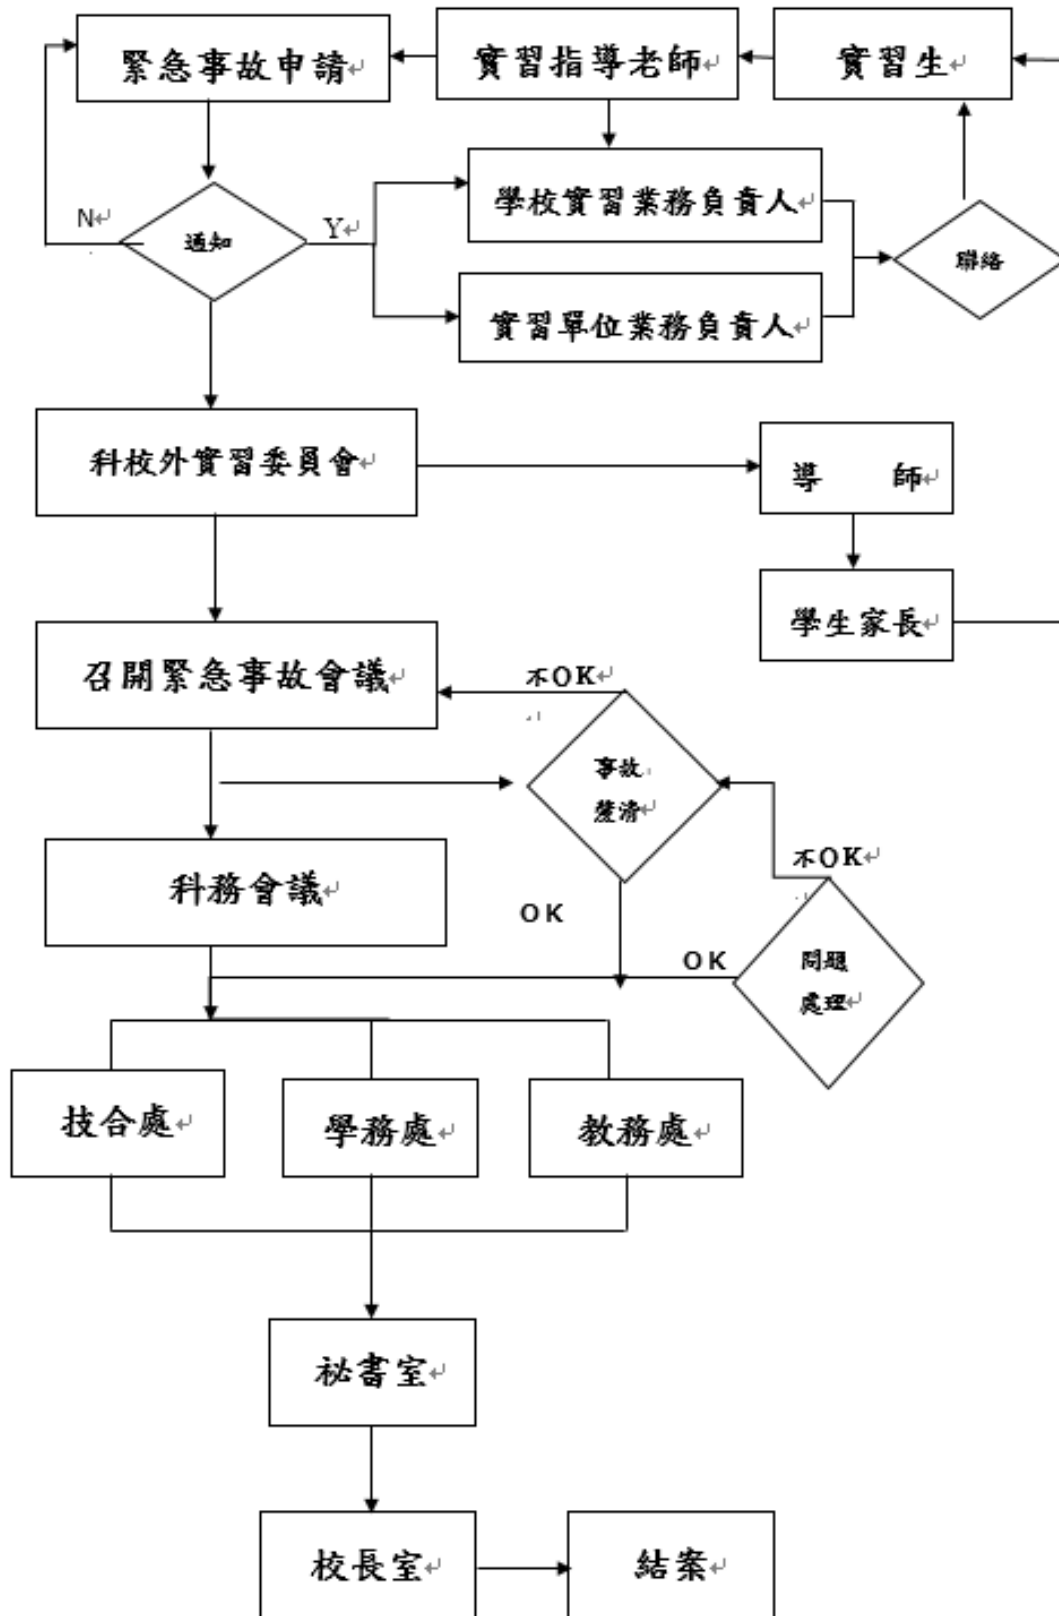 緊急事故申請
實習指導老師
實習生
學校實習業務負責人
N
通知
Y
聯絡
實習單位業務負責人
科校外實習委員會
導 師
學生家長
召開緊急事故會議
不OK
事故
釐清
不OK
科務會議
OK
OK
問題
處理
技合處
學務處
教務處
祕書室
校長室
結案